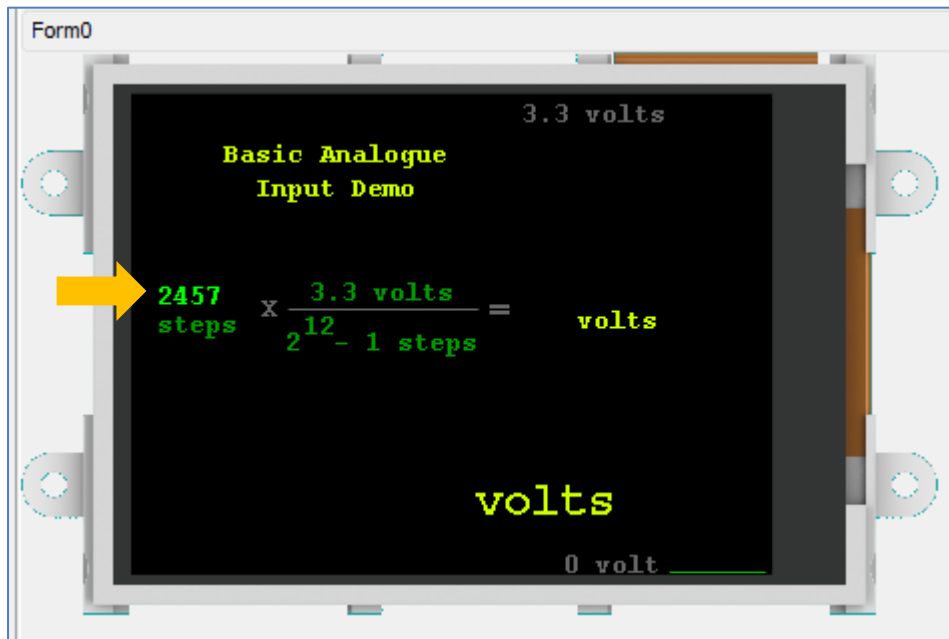 Form0
3.3 volts
Basic Analogue
Input Demo
2457
steps
x
3.3 volts
2^12- 1 steps
=
volts
volts
0 volt